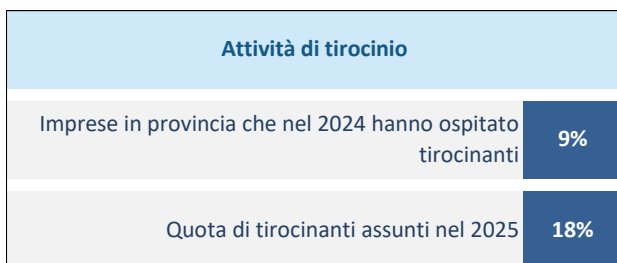 Attività di tirocinio
Imprese in provincia che nel 2024 hanno ospitato
tirocinanti
9%
Quota di tirocinanti assunti nel 2025
18%